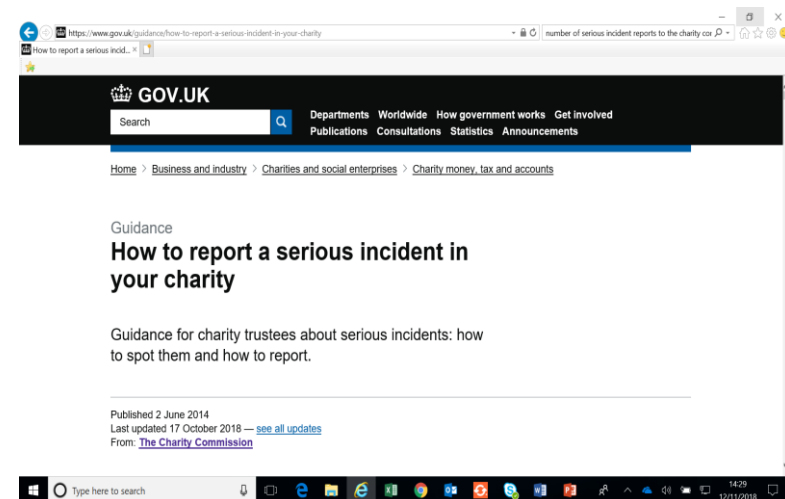 https://www.gov.uk/guidance/how-to-report-a-serious-incident-in-your-charity
number of serious incident reports to the charity cor
How to report a serious incid...
GOV.UK
Search
Departments Worldwide How government works Get involved
Publications Consultations Statistics Announcements
Home > Business and industry > Charities and social enterprises > Charity money, tax and accounts
Guidance
How to report a serious incident in
your charity
Guidance for charity trustees about serious incidents: how
to spot them and how to report.
Published 2 June 2014
Last updated 17 October 2018 — see all updates
From: The Charity Commission
Type here to search
14:29
12/11/2018